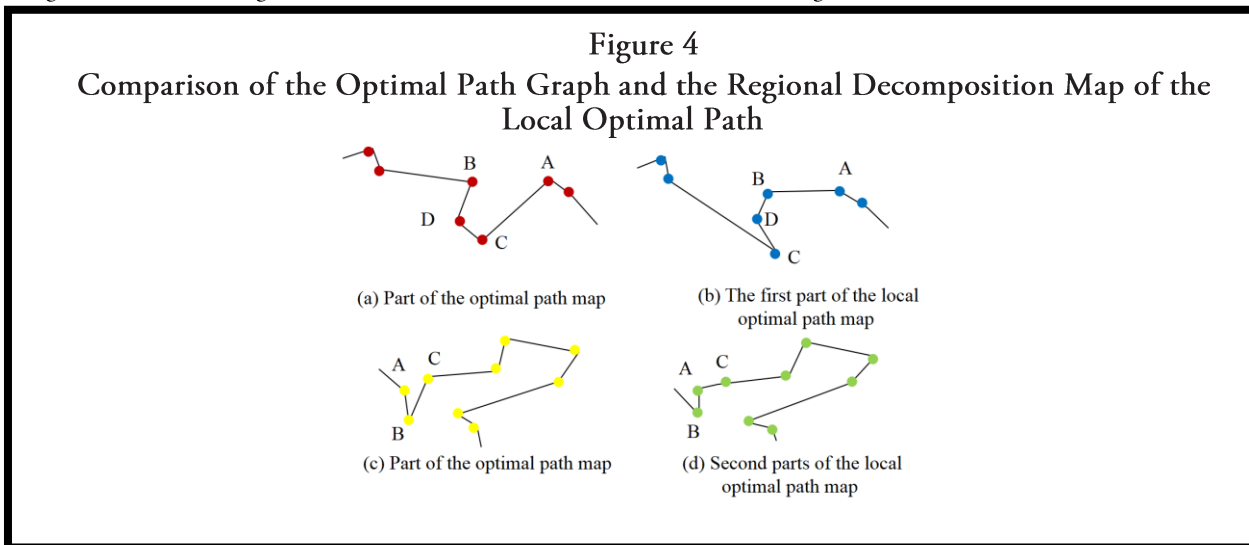 Figure 4
Comparison of the Optimal Path Graph and the Regional Decomposition Map of the
Local Optimal Path
B
A
D
C
(a) Part of the optimal path map
A
B
D
C
(b) The first part of the local
optimal path map
A
C
B
(c) Part of the optimal path map
A
C
B
(d) Second parts of the local
optimal path map